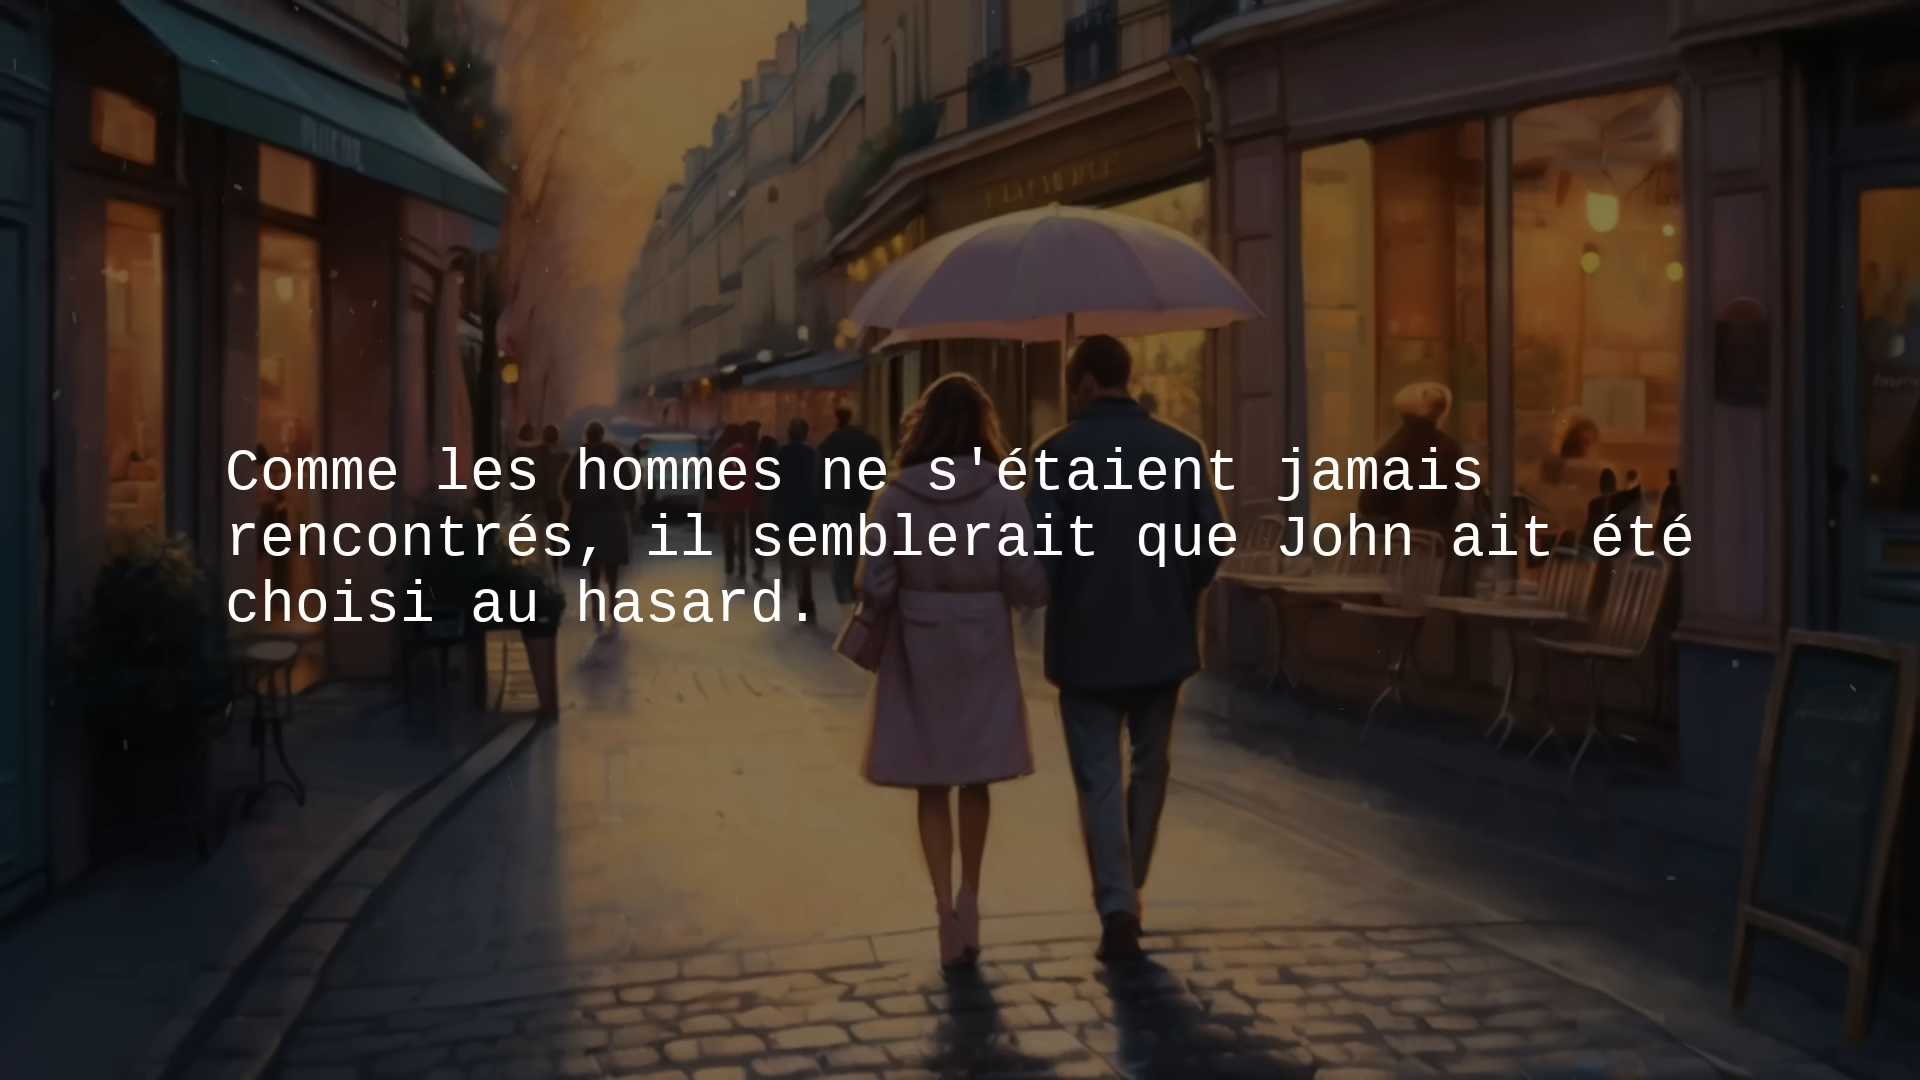 Comme les hommes ne s'étaient jamais
rencontrés, il semblerait que John ait été
choisi au hasard.